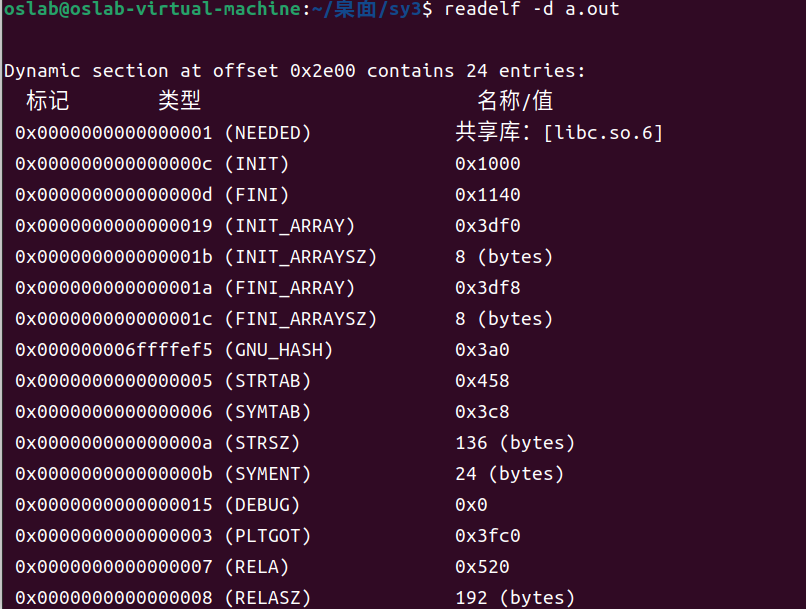 oslab@oslab-virtual-machine:~/桌面/sy3$ readelf -d a.out
Dynamic section at offset 0x2e00 contains 24 entries:
标记 类型 名称/值
0x0000000000000001 (NEEDED) 共享库：[libc.so.6]
0x000000000000000c (INIT) 0x1000
0x000000000000000d (FINI) 0x1140
0x0000000000000019 (INIT_ARRAY) 0x3df0
0x000000000000001b (INIT_ARRAYSZ) 8 (bytes)
0x000000000000001a (FINI_ARRAY) 0x3df8
0x000000000000001c (FINI_ARRAYSZ) 8 (bytes)
0x000000006ffffef5 (GNU_HASH) 0x3a0
0x0000000000000005 (STRTAB) 0x458
0x0000000000000006 (SYMTAB) 0x3c8
0x000000000000000a (STRSZ) 136 (bytes)
0x000000000000000b (SYMENT) 24 (bytes)
0x0000000000000015 (DEBUG) 0x0
0x0000000000000003 (PLTGOT) 0x3fc0
0x0000000000000007 (RELA) 0x520
0x0000000000000008 (RELASZ) 192 (bytes)